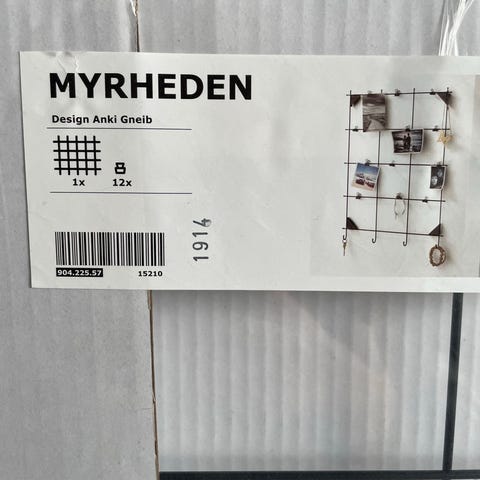 MYRHEDEN
Design Anki Gneib
1x 12x
1914
904.225.57 15210